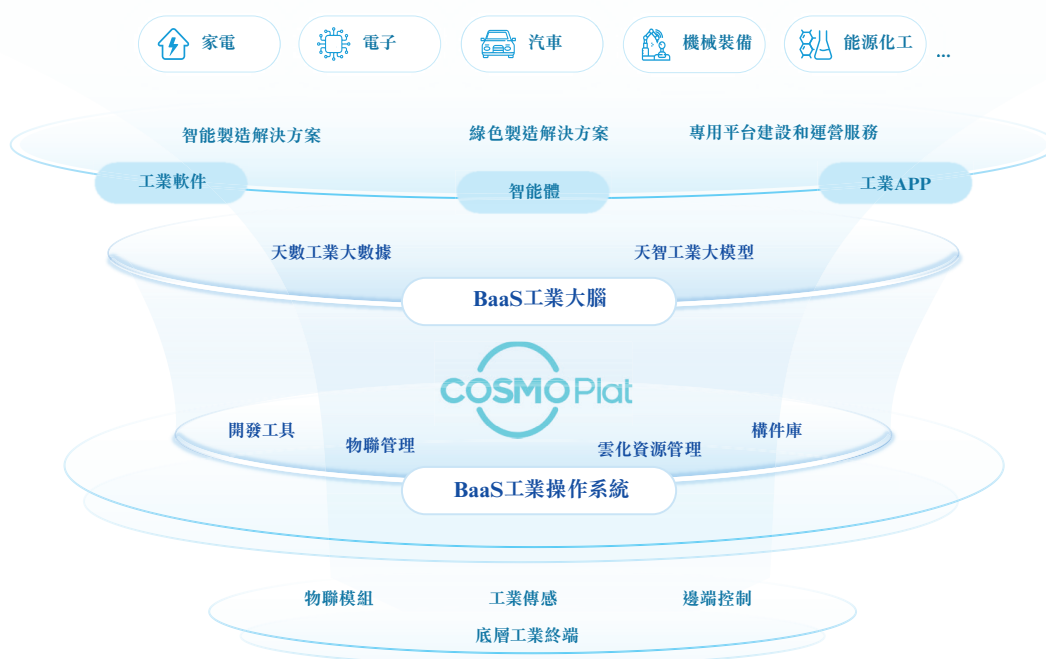 家電
電子
汽車
機械裝備
能源化工
...
智能製造解決方案
綠色製造解決方案
專用平台建設和運營服務
工業軟件
智能體
工業APP
天數工業大數據
天智工業大模型
BaaS工業大腦
COSMOPlat
開發工具
物聯管理
雲化資源管理
構件庫
BaaS工業操作系統
物聯模組
工業傳感
邊端控制
底層工業終端